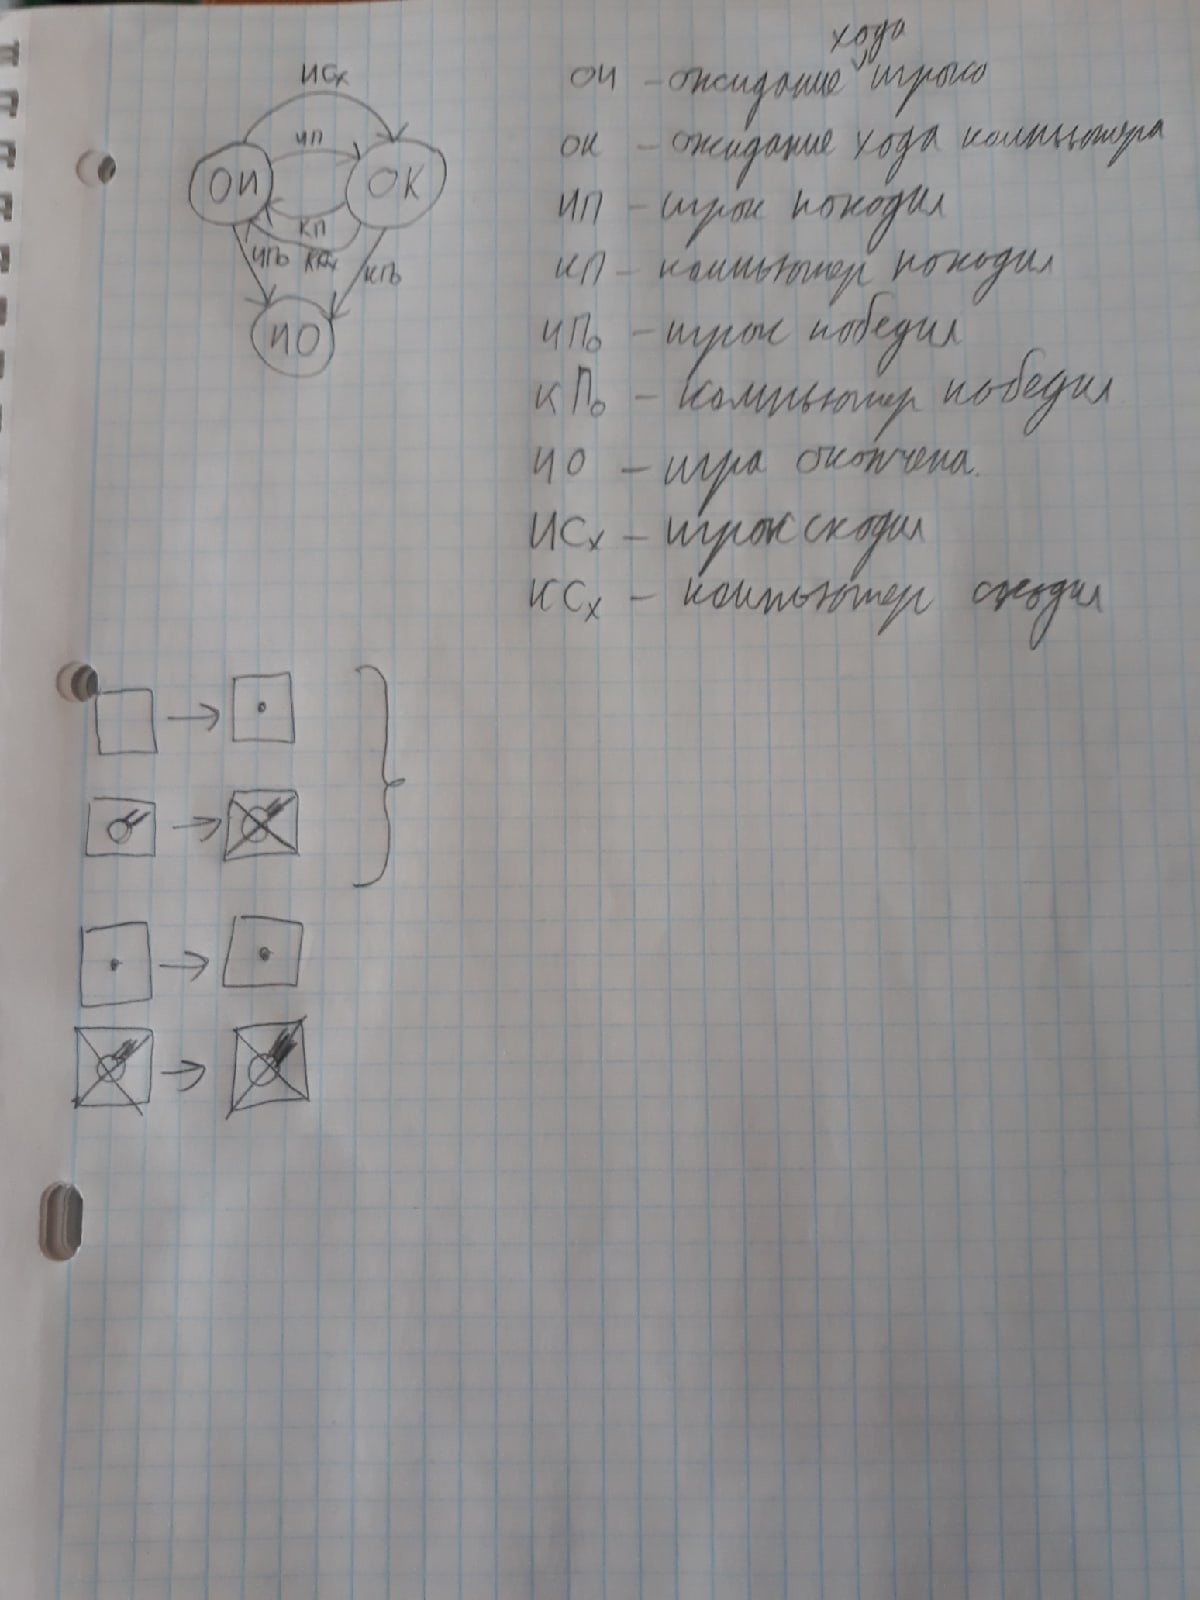 хода
ИСх
ОИ – ожидание игрока
ИП
ОК – ожидание хода компьютера
ОИ ОК
ИП – игрок походил
КП
ИПо КСх КПо
КП – компьютер походил
ИО
ИПо – игрок победил
КПо – компьютер победил
ИО – игра окончена.
ИСх – игрок сходил
КСх – компьютер сходил